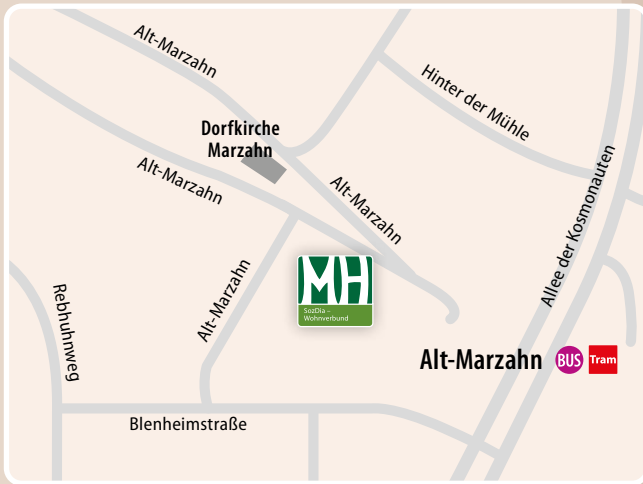 Alt-Marzahn
Hinter der Mühle
Dorfkirche
Marzahn
Alt-Marzahn
Alt-Marzahn
Allee der Kosmonauten
Alt-Marzahn
MH
SozDia –
Wohnverbund
Rebhuhnweg
Alt-Marzahn BUS Tram
Blenheimstraße